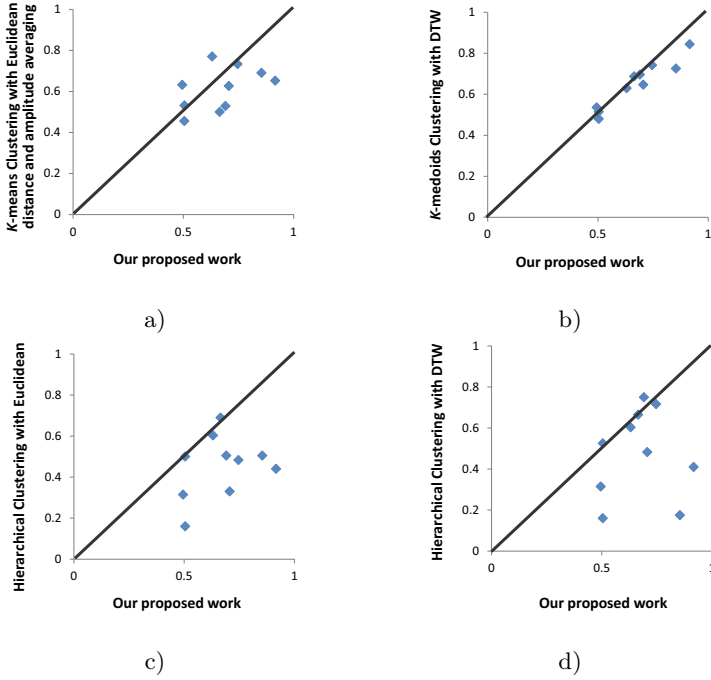 K-means Clustering with Euclidean
distance and amplitude averaging
1
0.8
0.6
0.4
0.2
0
0
0.5
1
Our proposed work
a)
K-medoids Clustering with DTW
1
0.8
0.6
0.4
0.2
0
0
0.5
1
Our proposed work
b)
Hierarchical Clustering with Euclidean
1
0.8
0.6
0.4
0.2
0
0
0.5
1
Our proposed work
c)
Hierarchical Clustering with DTW
1
0.8
0.6
0.4
0.2
0
0
0.5
1
Our proposed work
d)